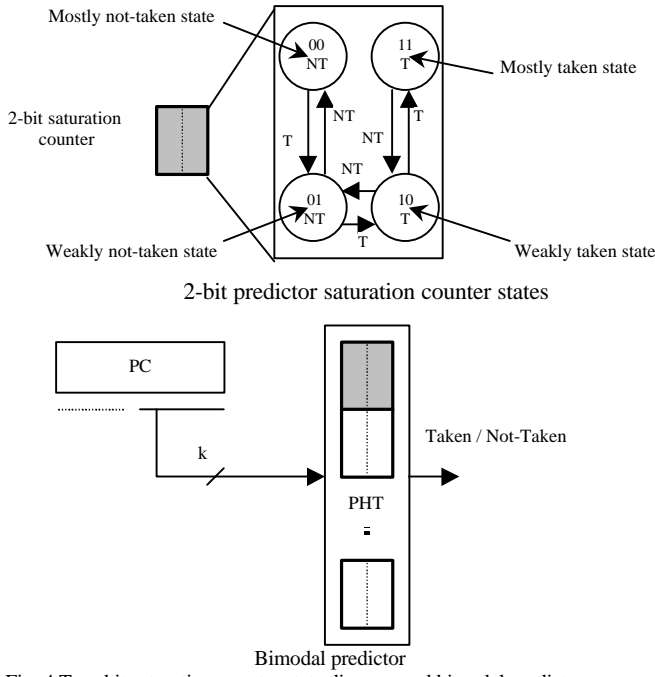 Mostly not-taken state
00
NT
11
T
Mostly taken state
2-bit saturation
counter
T
NT
NT
T
NT
01
NT
10
T
T
Weakly not-taken state
Weakly taken state
2-bit predictor saturation counter states
PC
k
Taken / Not-Taken
PHT
Bimodal predictor